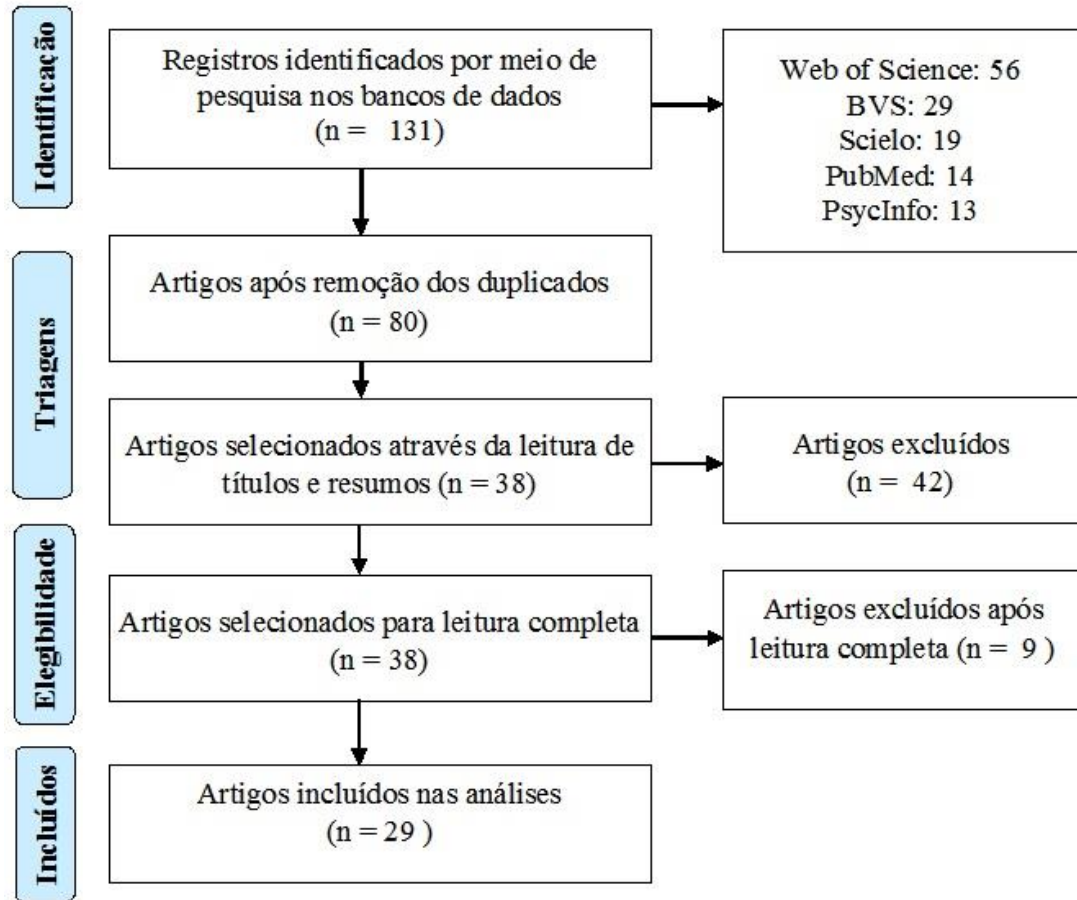 Identificação
Registros identificados por meio de
pesquisa nos bancos de dados
(n = 131)
Web of Science: 56
BVS: 29
Scielo: 19
PubMed: 14
PsycInfo: 13
Triagens
Artigos após remoção dos duplicados
(n = 80)
Artigos selecionados através da leitura de
títulos e resumos (n = 38)
Artigos excluídos
(n = 42)
Elegibilidade
Artigos selecionados para leitura completa
(n = 38)
Artigos excluídos após
leitura completa (n = 9 )
Incluídos
Artigos incluídos nas análises
(n = 29 )